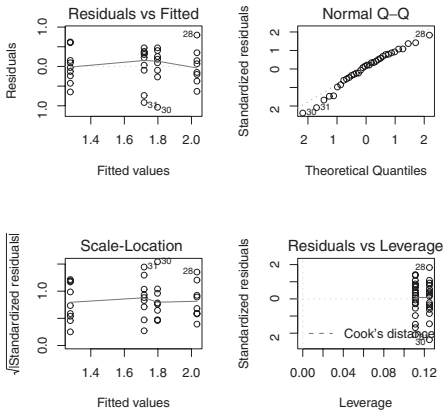 Residuals vs Fitted
Residuals
1.0
0.0
1.0
28
31
30
1.4 1.6 1.8 2.0
Fitted values
Normal Q–Q
Standardized residuals
2
1
0
2
28
31
30
2 1 0 1 2
Theoretical Quantiles
Scale-Location
√|Standardized residuals|
1.0
0.0
31
30
28
1.4 1.6 1.8 2.0
Fitted values
Residuals vs Leverage
Standardized residuals
2
1
0
2
28
Cook's distance
30
0.00 0.04 0.08 0.12
Leverage